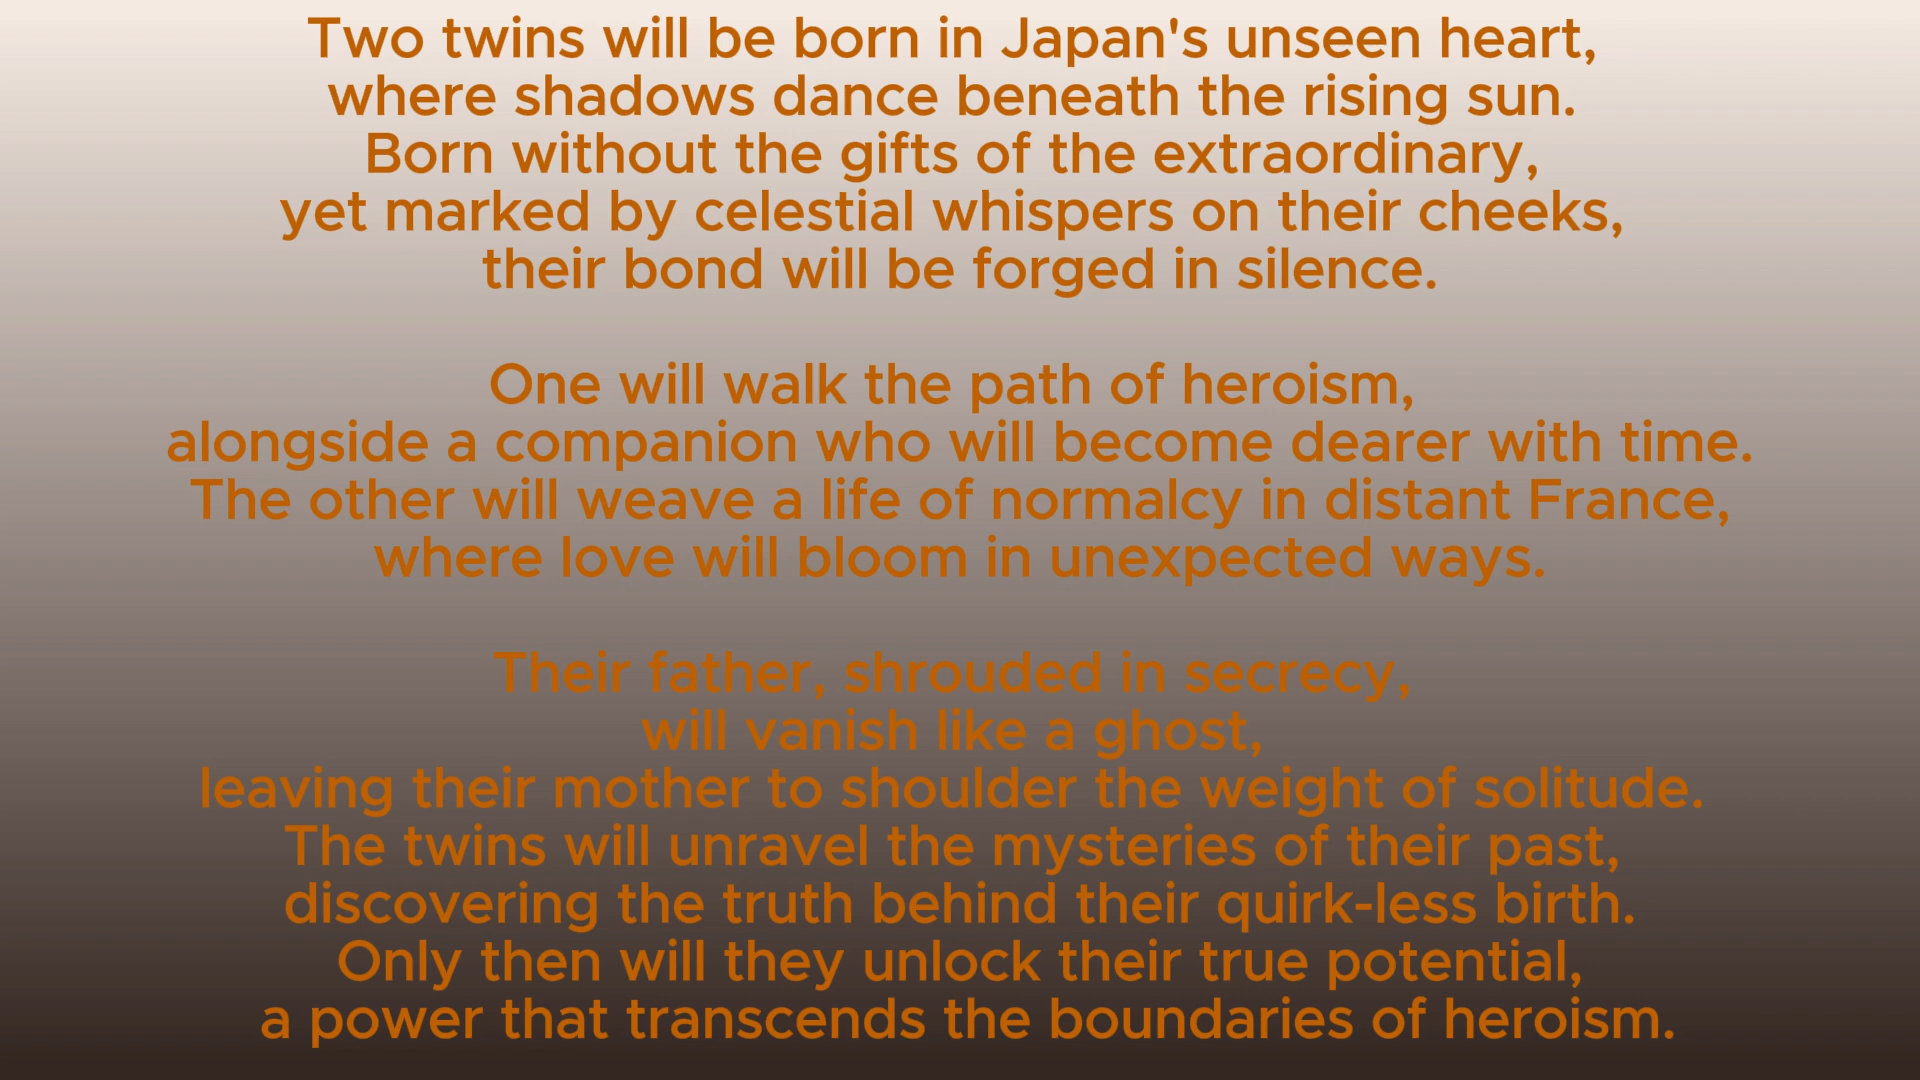 Two twins will be born in Japan's unseen heart,
where shadows dance beneath the rising sun.
Born without the gifts of the extraordinary,
yet marked by celestial whispers on their cheeks,
their bond will be forged in silence.
One will walk the path of heroism,
alongside a companion who will become dearer with time.
The other will weave a life of normalcy in distant France,
where love will bloom in unexpected ways.
Their father, shrouded in secrecy,
will vanish like a ghost,
leaving their mother to shoulder the weight of solitude.
The twins will unravel the mysteries of their past,
discovering the truth behind their quirk-less birth.
Only then will they unlock their true potential,
a power that transcends the boundaries of heroism.